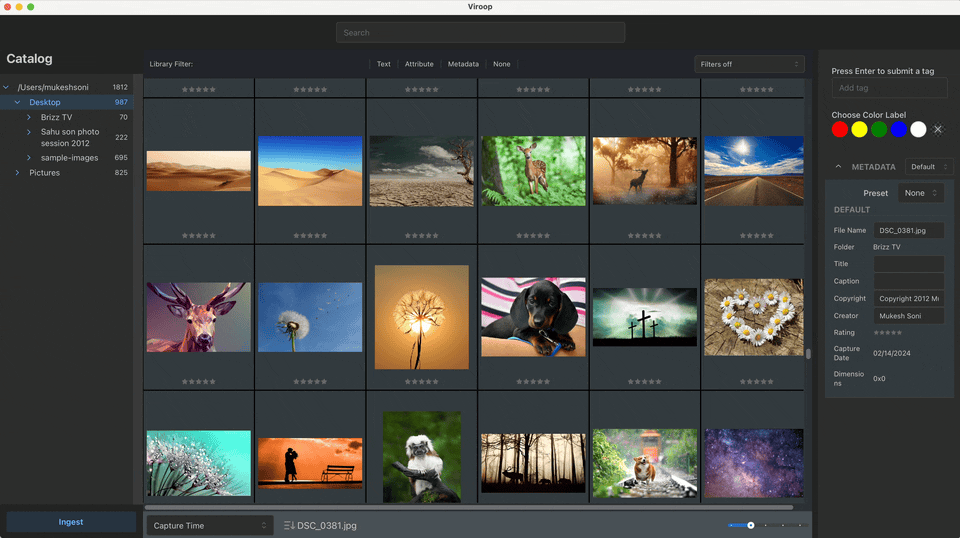 Viroop
Search
Catalog
Library Filter:
Text
Attribute
Metadata
None
Filters off
/Users/mukeshsoni 1812
Desktop 987
Brizz TV 70
Sahu son photo
session 2012 222
sample-images 695
Pictures 825
Ingest
Capture Time
DSC_0381.jpg
Press Enter to submit a tag
Add tag
Choose Color Label
METADATA Default
Preset None
DEFAULT
File Name DSC_0381.jpg
Folder Brizz TV
Title
Caption
Copyright Copyright 2012 M
Creator Mukesh Soni
Rating
Capture
Date 02/14/2024
Dimensio
ns 0x0